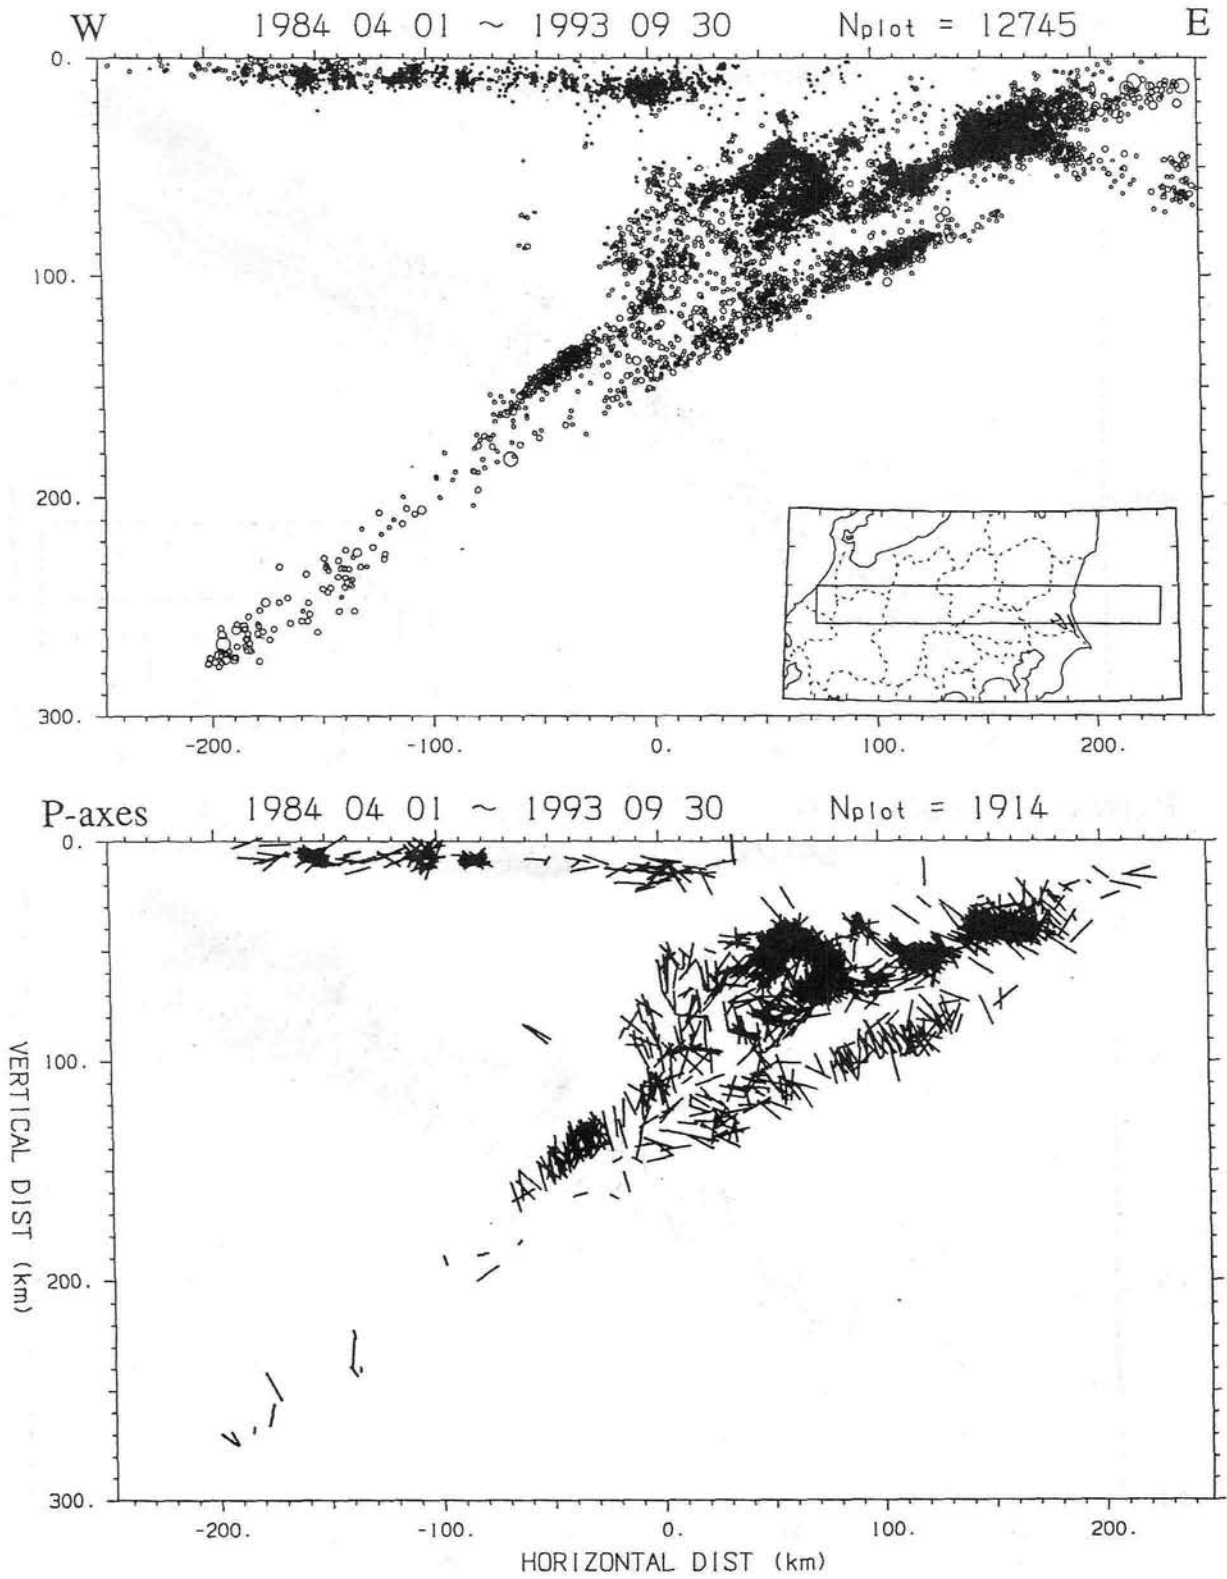 W 1984 04 01 ~ 1993 09 30 Nplot = 12745 E
0.
100.
200.
300.
-200. -100. 0. 100. 200.
P-axes 1984 04 01 ~ 1993 09 30 Nplot = 1914
0.
100.
200.
300.
VERTICAL DIST (km)
-200. -100. 0. 100. 200.
HORIZONTAL DIST (km)